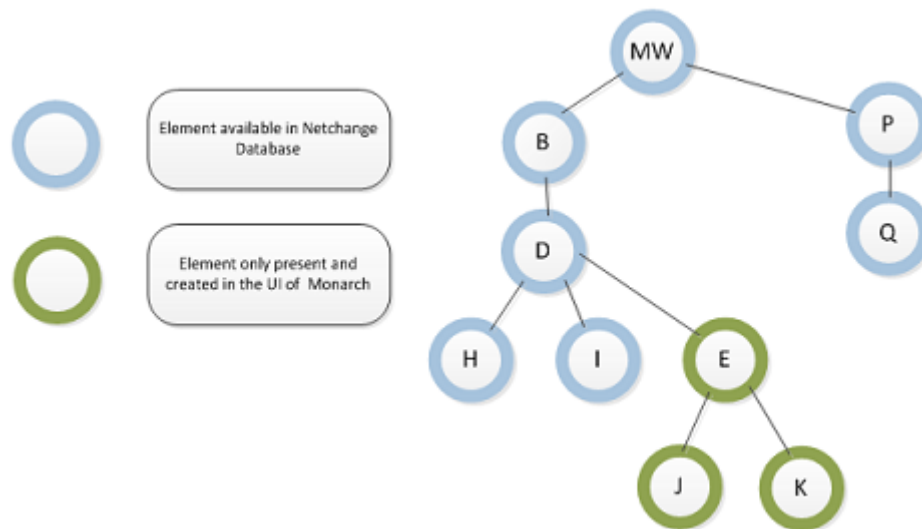 MW
Element available in Netchange
Database
P
B
Q
D
Element only present and
created in the UI of Monarch
H
I
E
J
K